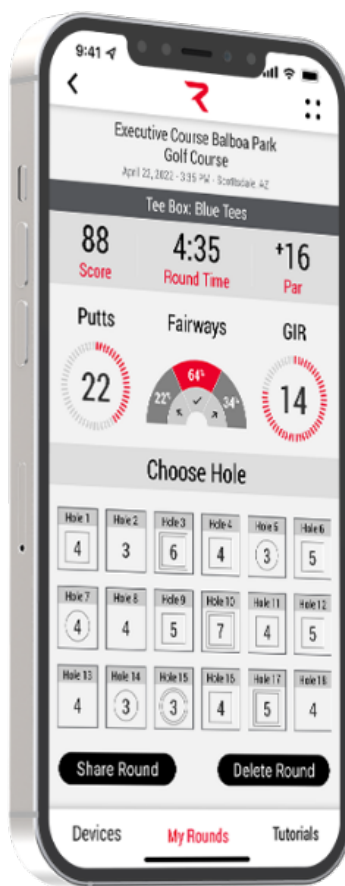 9:41
Executive Course Balboa Park
Golf Course
April 22, 2022 - 3:35 PM - Scottsdale, AZ
Tee Box: Blue Tees
88 4:35 +16
Score Round Time Par
Putts Fairways GIR
22 22% 64% 34% 14
Choose Hole
Hole 1 Hole 2 Hole 3 Hole 4 Hole 5 Hole 6
4 3 6 4 3 5
Hole 7 Hole 8 Hole 9 Hole 10 Hole 11 Hole 12
4 4 5 7 4 5
Hole 13 Hole 14 Hole 15 Hole 16 Hole 17 Hole 18
4 3 3 4 5 4
Share Round Delete Round
Devices My Rounds Tutorials